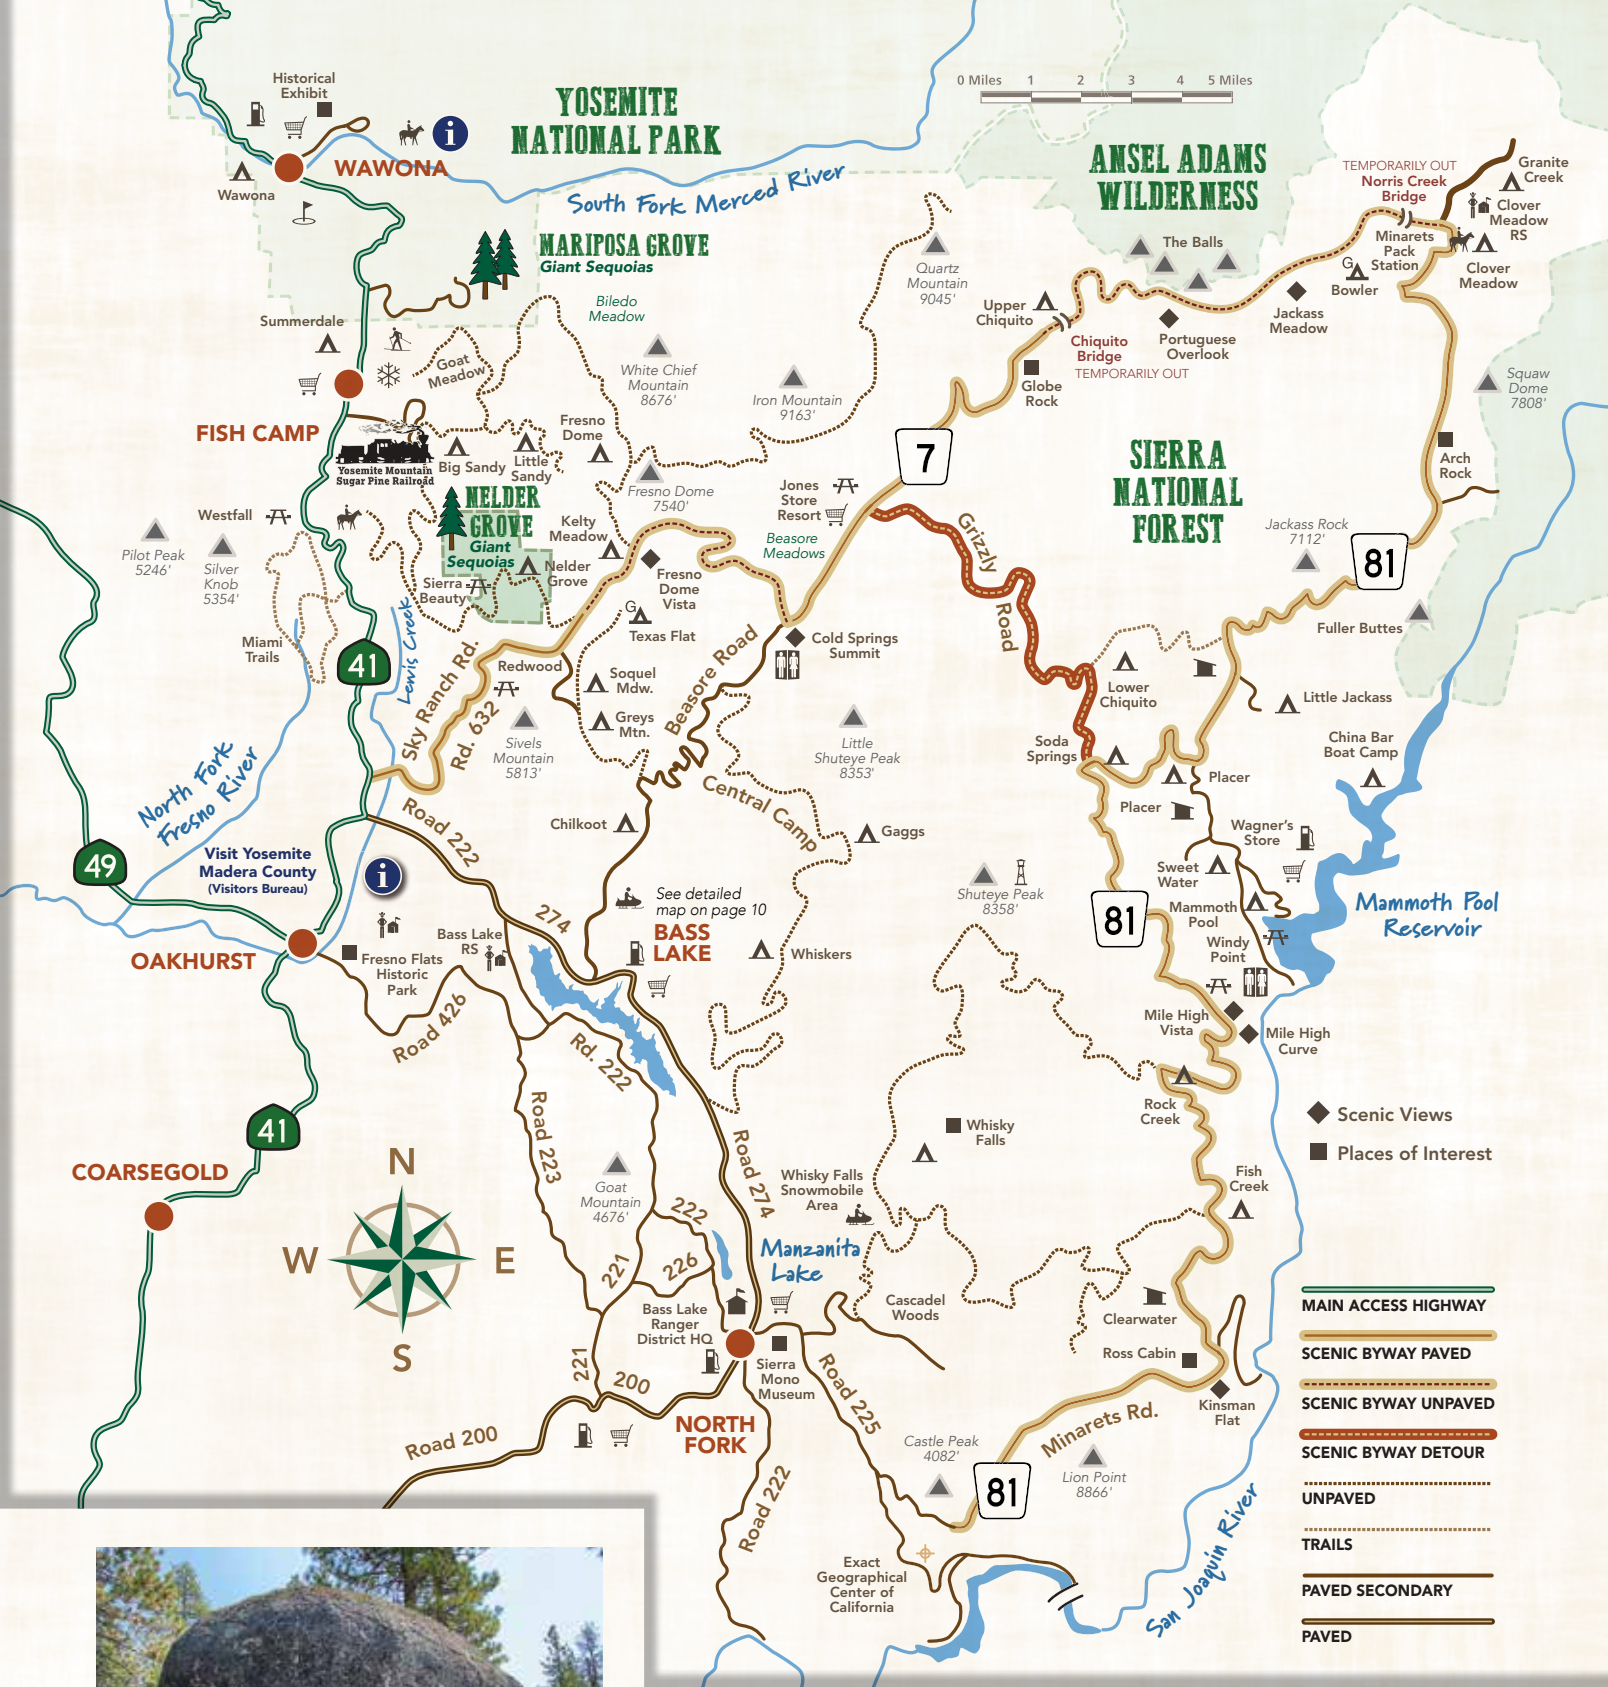 0 Miles 1 2 3 4 5 Miles
Historical
Exhibit
YOSEMITE
NATIONAL PARK
i
WAWONA
Wawona
South Fork Merced River
ANSEL ADAMS
WILDERNESS
TEMPORARILY OUT
Norris Creek
Bridge
Granite
Creek
Clover
Meadow
RS
Minarets
Pack
Station
Clover
Meadow
G
Bowler
The Balls
MARIPOSA GROVE
Giant Sequoias
Biledo
Meadow
Quartz
Mountain
9045'
Upper
Chiquito
Chiquito
Bridge
TEMPORARILY OUT
Portuguese
Overlook
Jackass
Meadow
Summerdale
Goat
Meadow
White Chief
Mountain
8676'
Iron Mountain
9163'
Globe
Rock
Squaw
Dome
7808'
FISH CAMP
Yosemite Mountain
Sugar Pine Railroad
Big Sandy
Little
Sandy
Fresno
Dome
7
SIERRA
NATIONAL
FOREST
Arch
Rock
Fresno Dome
7540'
Jones
Store
Resort
NELDER
GROVE
Giant
Sequoias
Westfall
Pilot Peak
5246'
Silver
Knob
5354'
Kelty
Meadow
Beasore
Meadows
Grizzly
Road
Jackass Rock
7112'
81
Nelder
Grove
Sierra
Beauty
Fresno
Dome
Vista
G
Texas Flat
Fuller Buttes
Miami
Trails
41
Lewis Creek
Sky Ranch Rd.
Rd. 632
Redwood
Soquel
Mdw.
Greys
Mtn.
Beasore Road
Cold Springs
Summit
Lower
Chiquito
Little Jackass
Sivels
Mountain
5813'
Little
Shuteye Peak
8353'
Soda
Springs
China Bar
Boat Camp
North Fork
Fresno River
Central Camp
Placer
Placer
Road 222
Chilkoot
Gaggs
Wagner's
Store
49
Visit Yosemite
Madera County
(Visitors Bureau)
i
Sweet
Water
Shuteye Peak
8358'
See detailed
map on page 10
BASS
LAKE
274
81
Mammoth
Pool
Mammoth Pool
Reservoir
Windy
Point
OAKHURST
Fresno Flats
Historic
Park
Bass Lake
RS
Whiskers
Road 426
Mile High
Vista
Mile High
Curve
Rd. 222
Road 223
Rock
Creek
Scenic Views
Places of Interest
41
Whisky
Falls
COARSEGOLD
N
W
E
S
Goat
Mountain
4676'
Road 274
Whisky Falls
Snowmobile
Area
Fish
Creek
222
226
221
Manzanita
Lake
Bass Lake
Ranger
District HQ
Cascadel
Woods
Clearwater
Ross Cabin
MAIN ACCESS HIGHWAY
SCENIC BYWAY PAVED
SCENIC BYWAY UNPAVED
SCENIC BYWAY DETOUR
UNPAVED
TRAILS
PAVED SECONDARY
PAVED
Sierra
Mono
Museum
221
200
Road 225
Kinsman
Flat
NORTH
FORK
Road 200
Minarets Rd.
Castle Peak
4082'
81
Lion Point
8866'
Road 222
Exact
Geographical
Center of
California
San Joaquin River